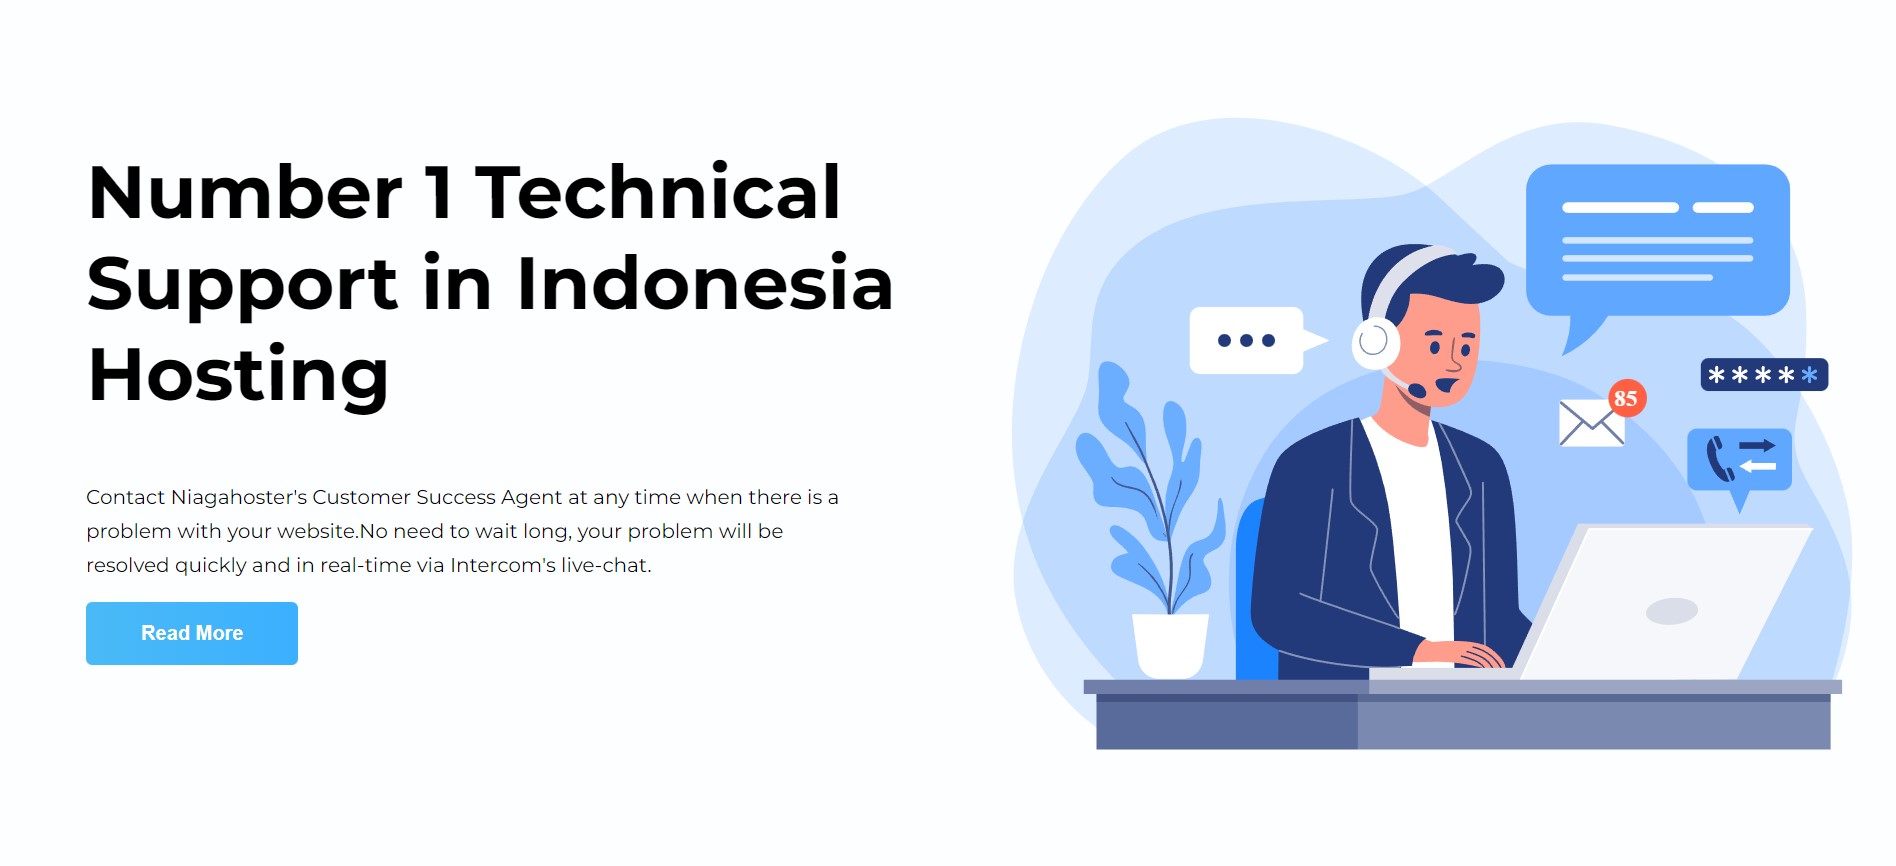 Number 1 Technical
Support in Indonesia
Hosting
Contact Niagahoster's Customer Success Agent at any time when there is a
problem with your website.No need to wait long, your problem will be
resolved quickly and in real-time via Intercom's live-chat.
Read More
85
*****